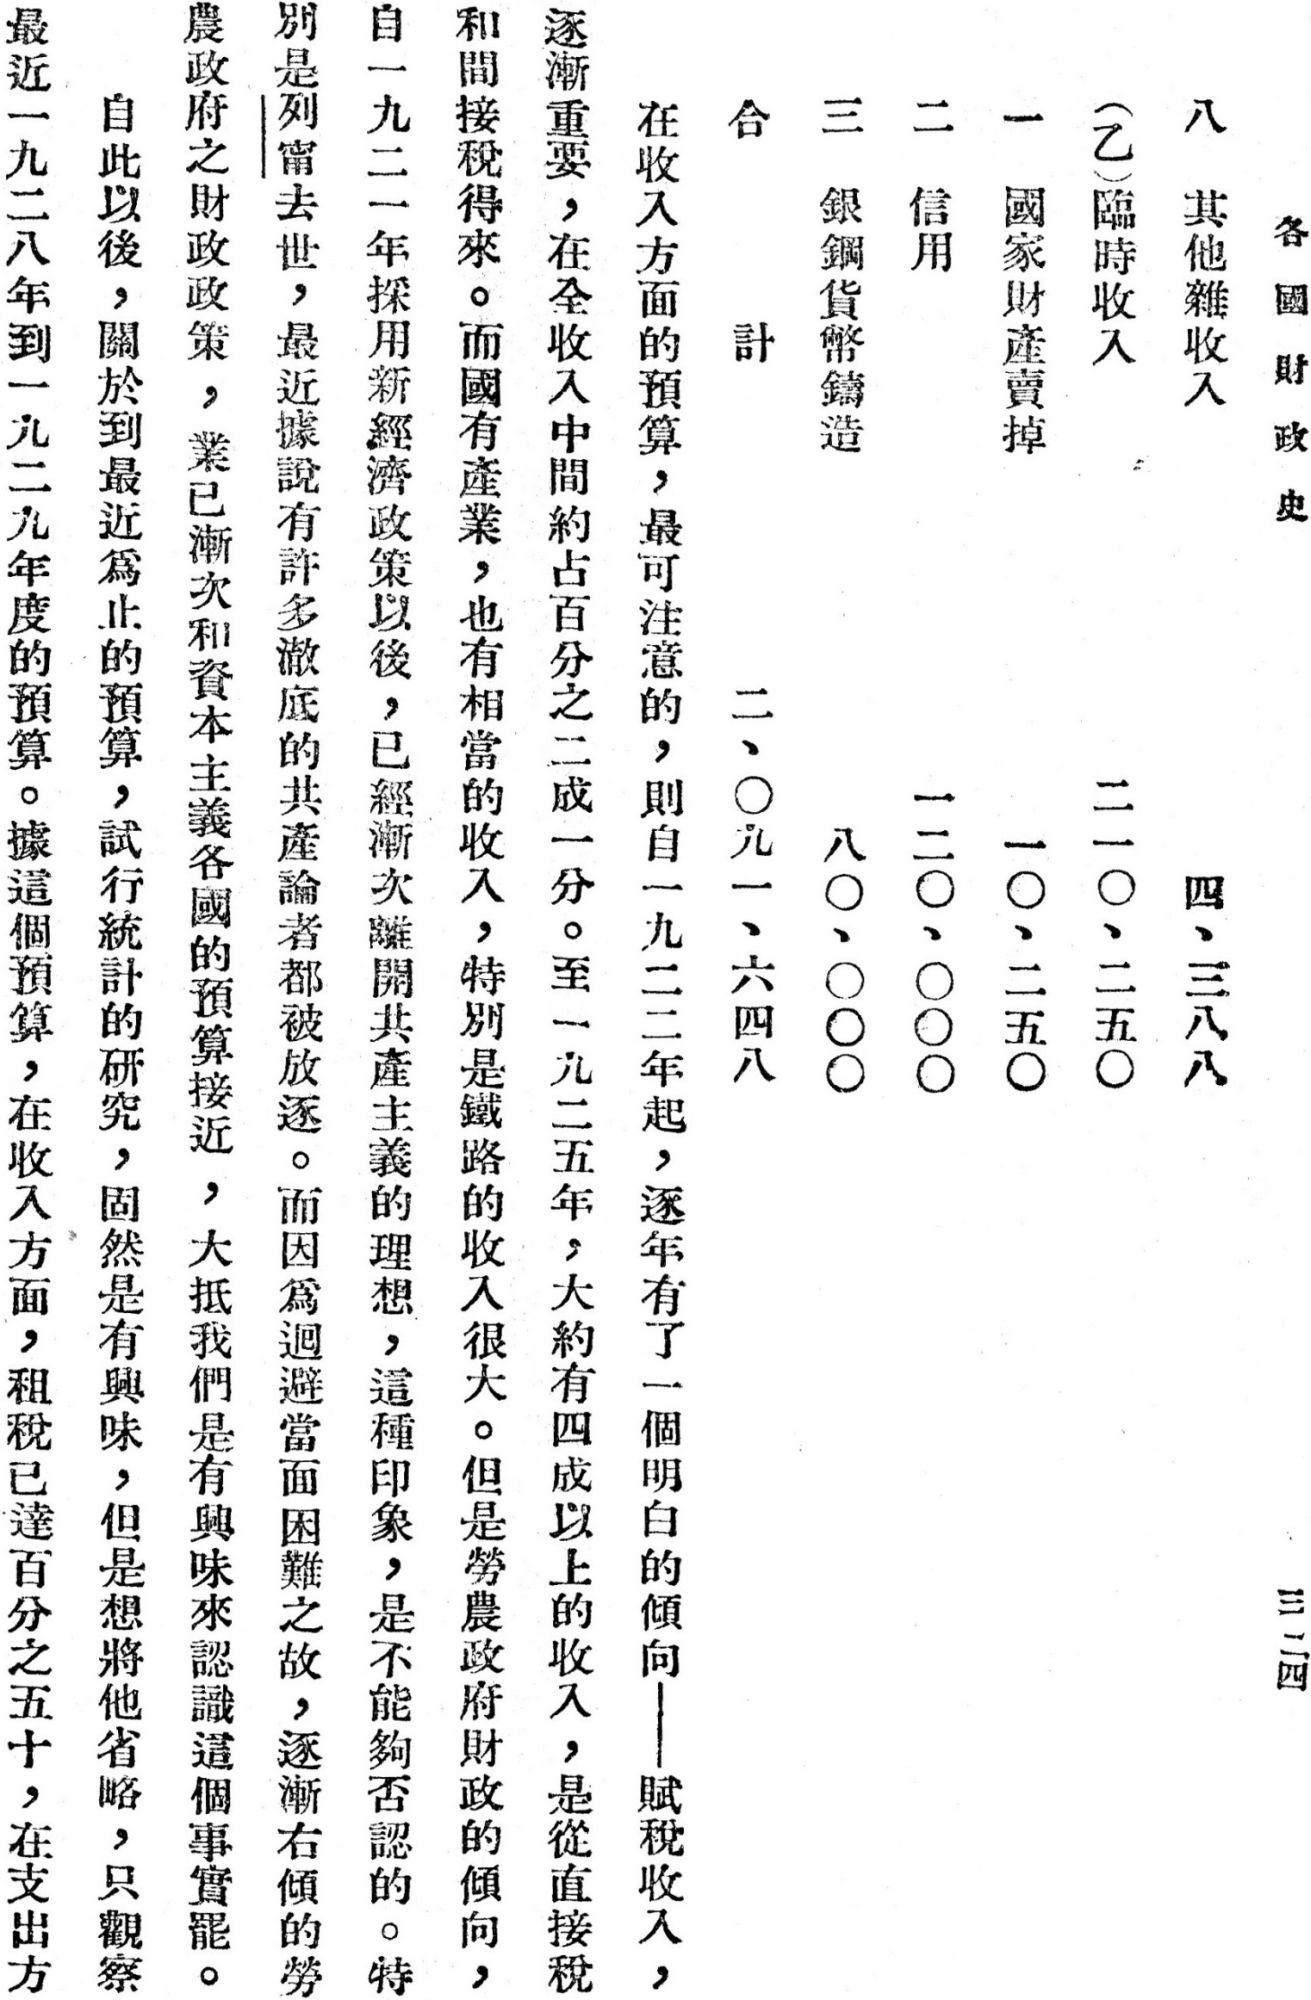 各國財政史
三二四
八　其他雜收入　四、三八八
（乙）臨時收入　二一〇、二五〇
一　國家財產賣掉　一〇、二五〇
二　信用　一二〇、〇〇〇
三　銀鋼貨幣鑄造　八〇、〇〇〇
合計　二、〇九一、六四八
在收入方面的預算，最可注意的，則自一九二二年起，逐年有了一個明白的傾向——賦稅收入，
逐漸重要，在全收入中間約占百分之二成一分。至一九二五年，大約有四成以上的收入，是從直接稅
和間接稅得來。而國有產業，也有相當的收入，特別是鐵路的收入很大。但是勞農政府財政的傾向，
自一九二一年採用新經濟政策以後，已經漸次離開共產主義的理想，這種印象，是不能夠否認的。特
別是列甯去世，最近據說有許多澈底的共產論者都被放逐。而因爲迴避當面困難之故，逐漸右傾的勞
農政府之財政政策，業已漸次和資本主義各國的預算接近，大抵我們是有興味來認識這個事實罷。
自此以後，關於到最近爲止的預算，試行統計的研究，固然是有興味，但是想將他省略，只觀察
最近一九二八年到一九二九年度的預算。據這個預算，在收入方面，租稅已達百分之五十，在支出方